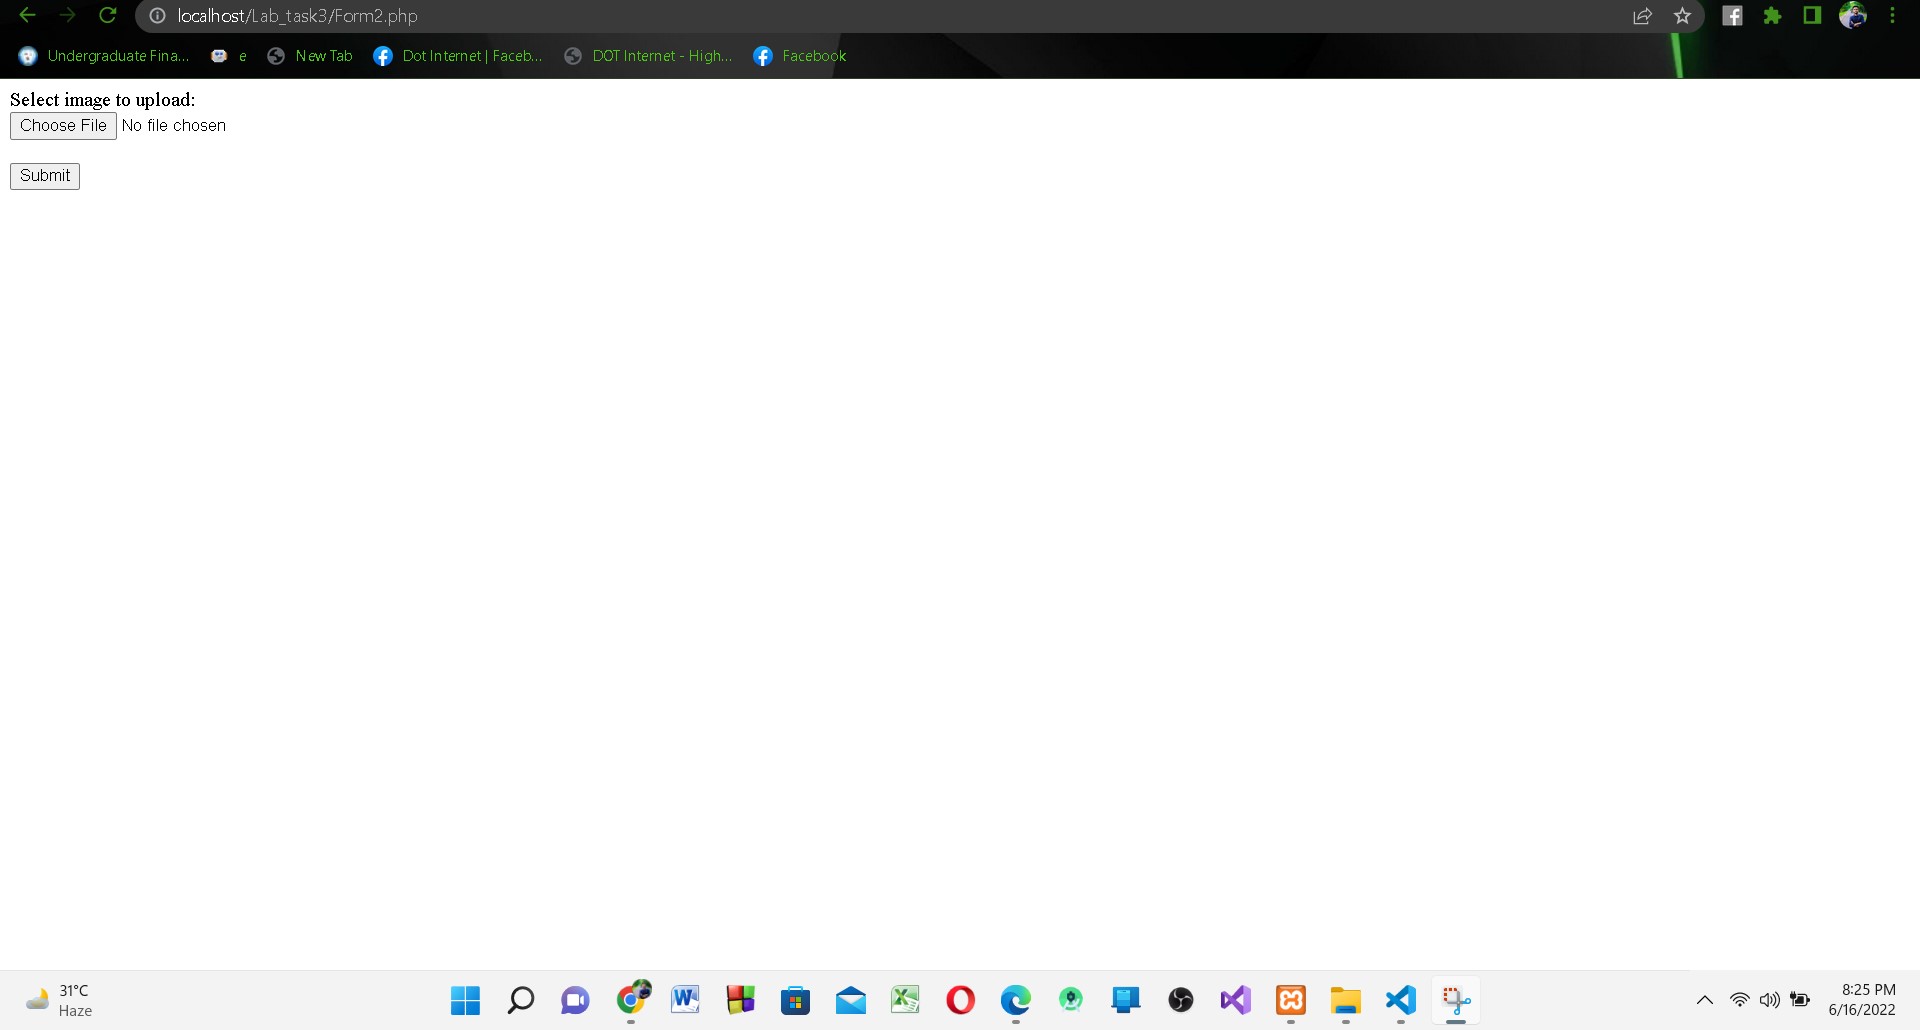 localhost/Lab_task3/Form2.php
Undergraduate Fina... e New Tab Dot Internet | Faceb... DOT Internet - High... Facebook
Select image to upload:
Choose File No file chosen
Submit
31°C
Haze
8:25 PM
6/16/2022